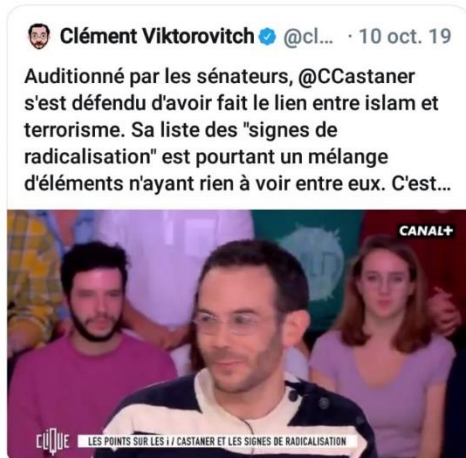 Clément Viktorovitch @cl... · 10 oct. 19
Auditionné par les sénateurs, @CCastaner
s'est défendu d'avoir fait le lien entre islam et
terrorisme. Sa liste des "signes de
radicalisation" est pourtant un mélange
d'éléments n'ayant rien à voir entre eux. C'est...
CANAL+
CLIQUE LES POINTS SUR LES i / CASTANER ET LES SIGNES DE RADICALISATION